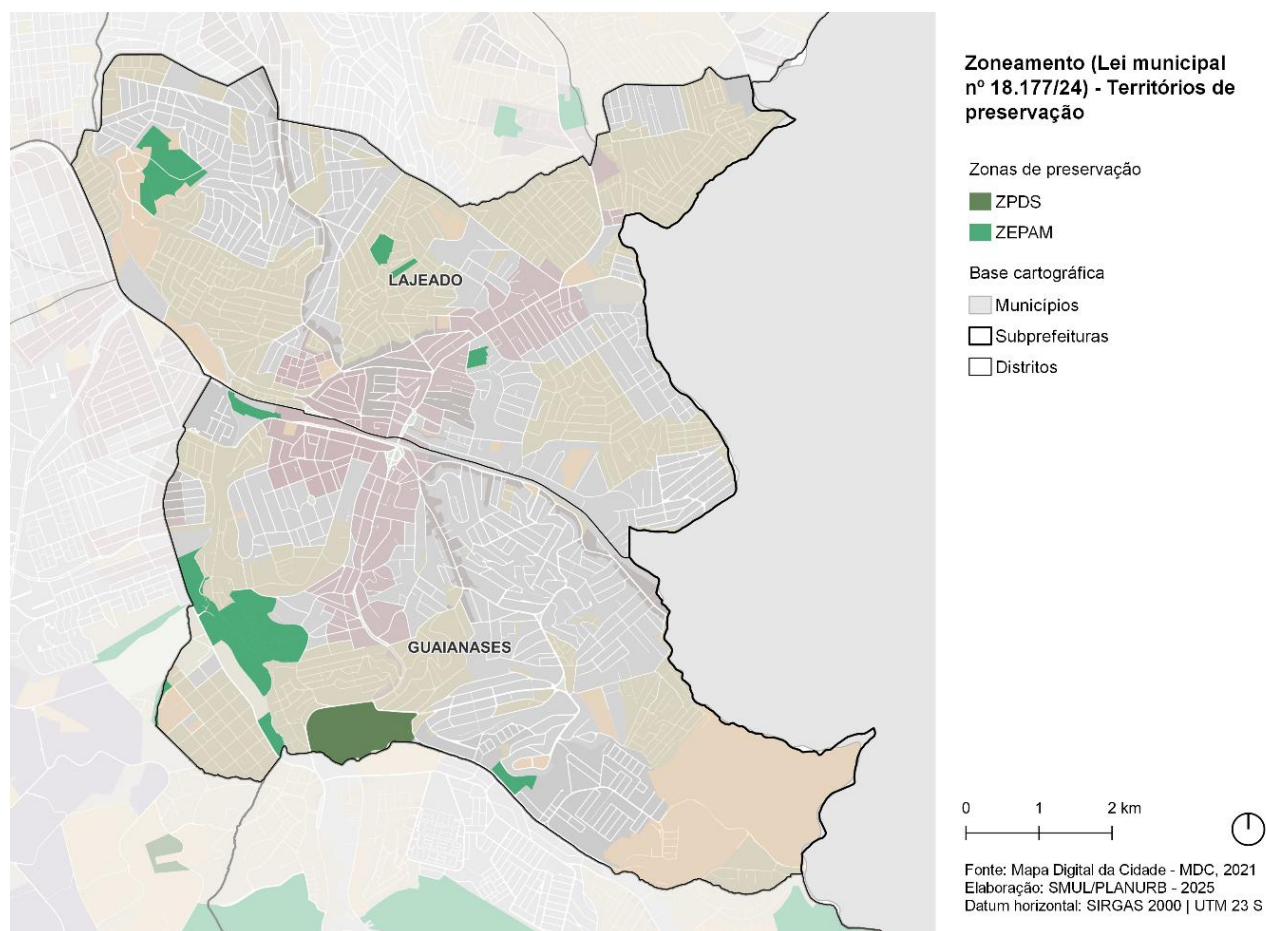 Zoneamento (Lei municipal
nº 18.177/24) - Territórios de
preservação
Zonas de preservação
ZPDS
ZEPAM
Base cartográfica
Municípios
Subprefeituras
Distritos
LAJEADO
GUAIANASES
0 1 2 km
Fonte: Mapa Digital da Cidade - MDC, 2021
Elaboração: SMUL/PLANURB - 2025
Datum horizontal: SIRGAS 2000 | UTM 23 S